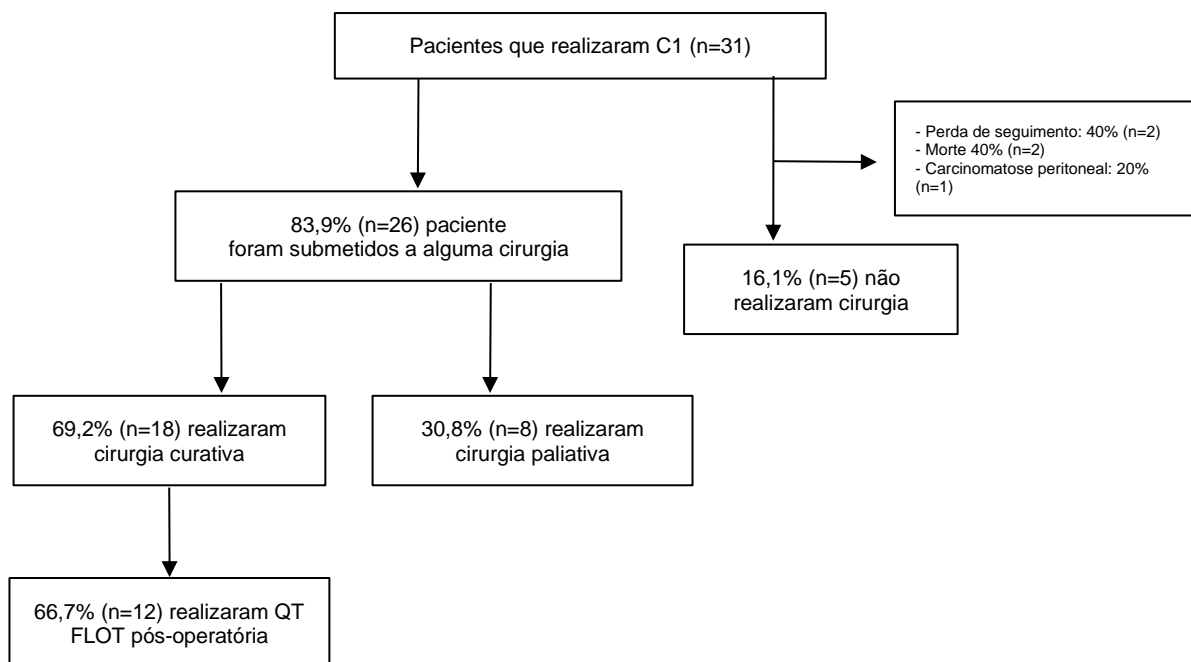 Pacientes que realizaram C1 (n=31)
- Perda de seguimento: 40% (n=2)
- Morte 40% (n=2)
- Carcinomatose peritoneal: 20%
(n=1)
83,9% (n=26) paciente
foram submetidos a alguma cirurgia
16,1% (n=5) não
realizaram cirurgia
69,2% (n=18) realizaram
cirurgia curativa
30,8% (n=8) realizaram
cirurgia paliativa
66,7% (n=12) realizaram QT
FLOT pós-operatória